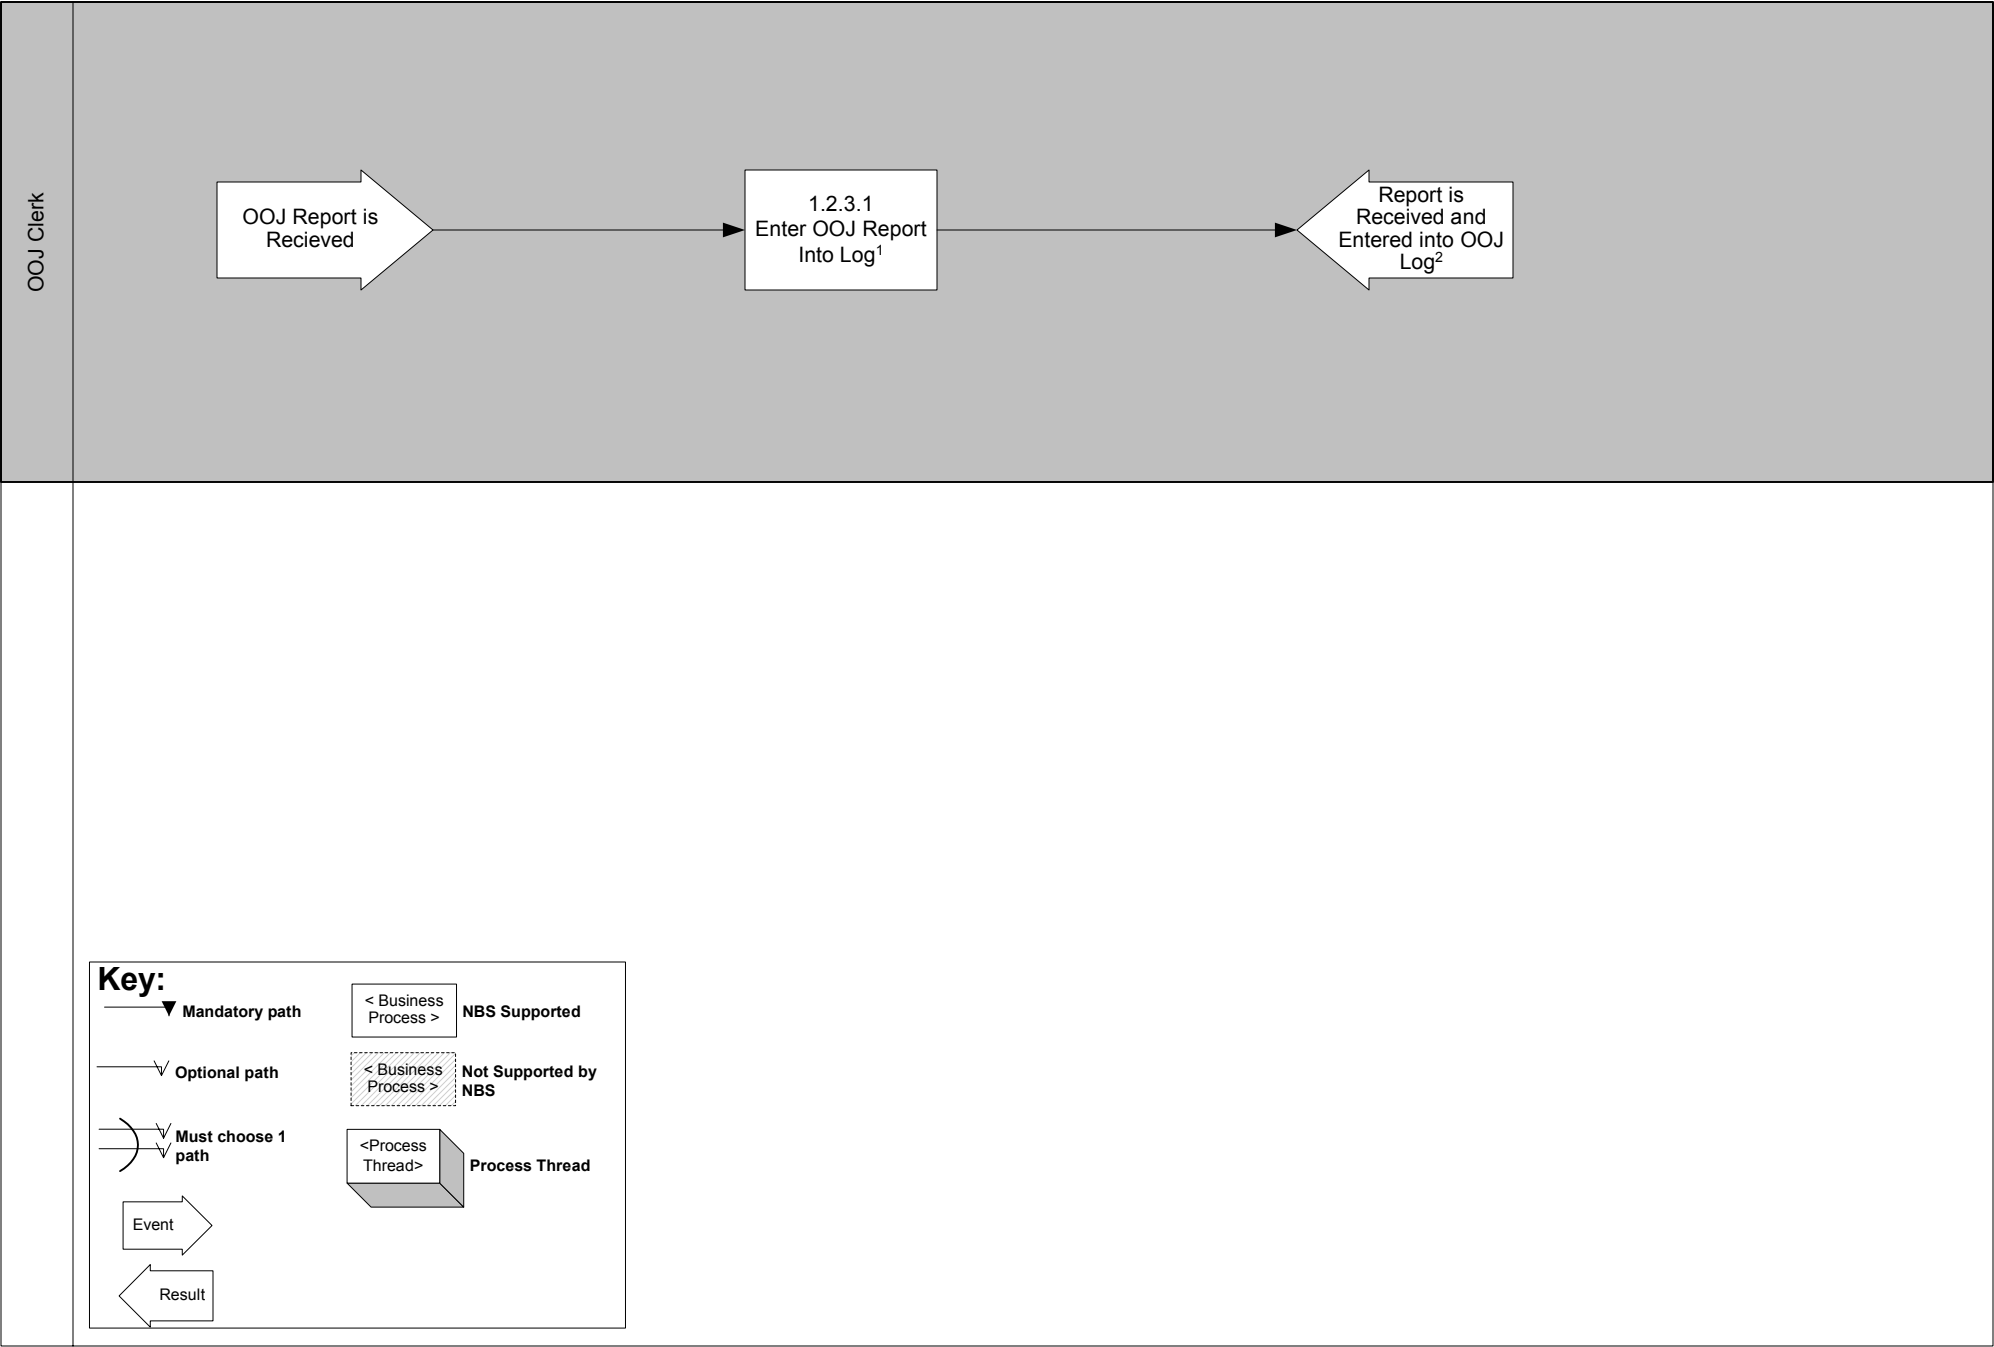 OOJ Clerk
OOJ Report is
Recieved
1.2.3.1
Enter OOJ Report
Into Log¹
Report is
Received and
Entered into OOJ
Log²
Key:
Mandatory path
< Business
Process >
NBS Supported
Optional path
< Business
Process >
Not Supported by
NBS
Must choose 1
path
<Process
Thread>
Process Thread
Event
Result